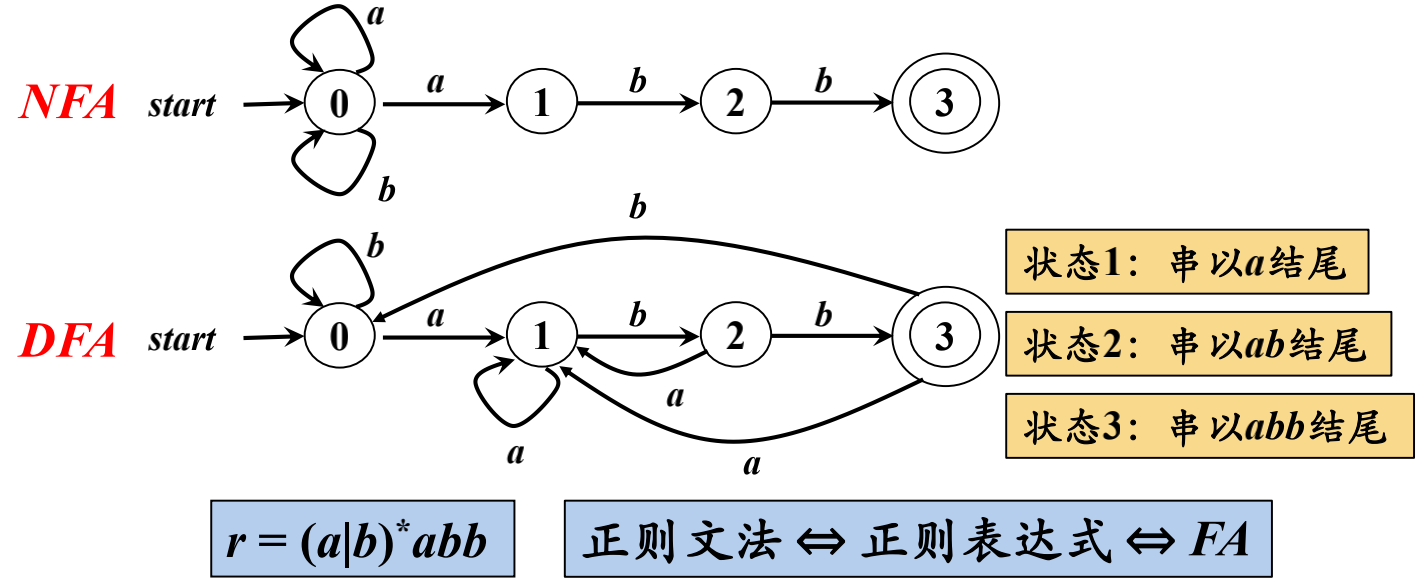 a
NFA start 0 a 1 b 2 b 3
b
b
b
DFA start 0 a 1 b 2 b 3
a
a
a
状态1：串以a结尾
状态2：串以ab结尾
状态3：串以abb结尾
r = (a|b)*abb
正则文法 ⇔ 正则表达式 ⇔ FA